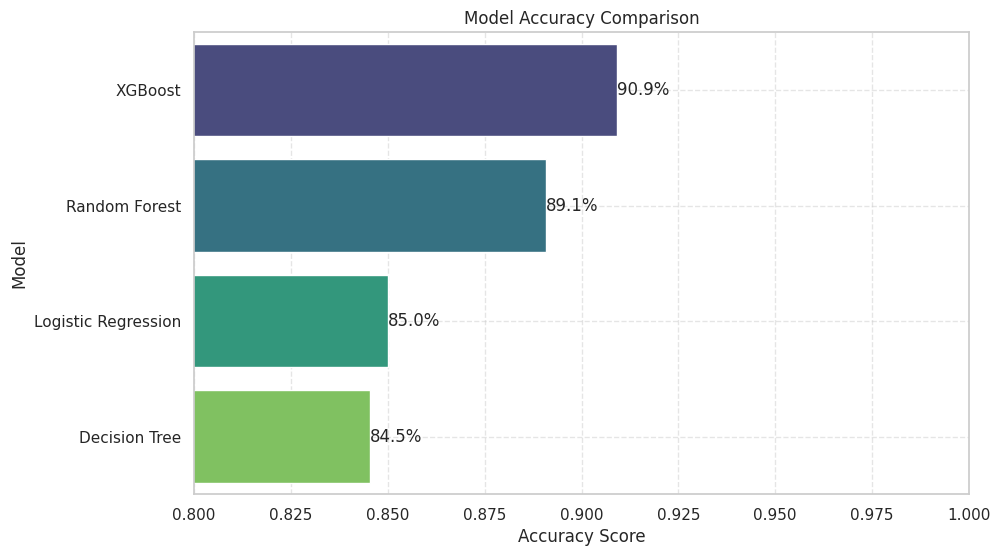 Model Accuracy Comparison
XGBoost
90.9%
Random Forest
89.1%
Model
Logistic Regression
85.0%
Decision Tree
84.5%
0.800 0.825 0.850 0.875 0.900 0.925 0.950 0.975 1.000
Accuracy Score